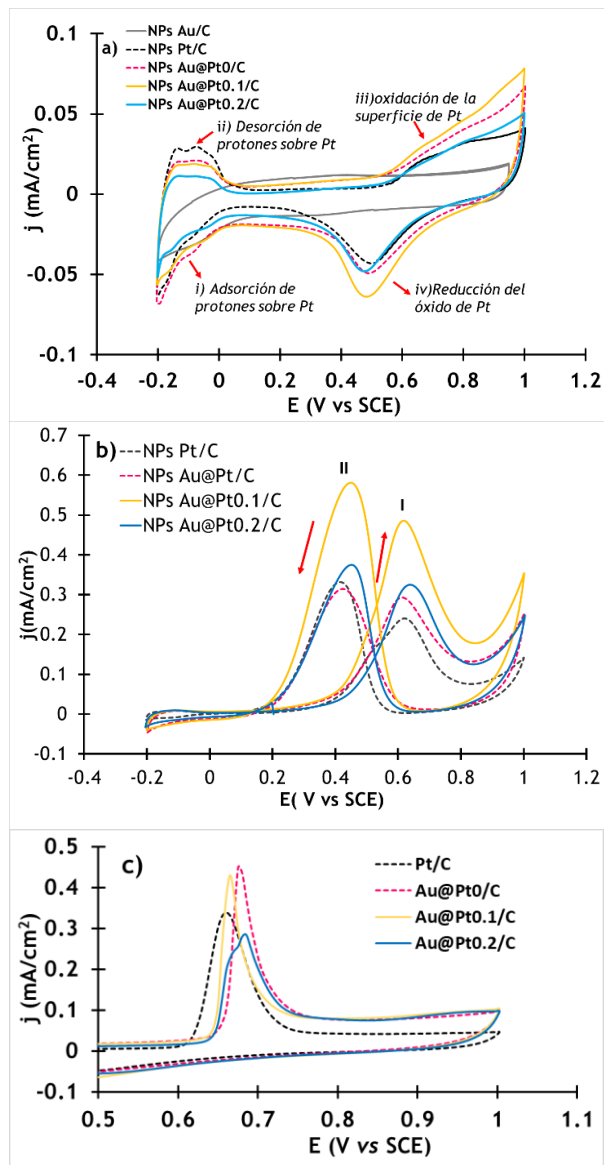 a)
NPs Au/C
NPs Pt/C
NPs Au@Pt0/C
NPs Au@Pt0.1/C
NPs Au@Pt0.2/C
ii) Desorción de
protones sobre Pt
iii)oxidación de la
superficie de Pt
i) Adsorción de
protones sobre Pt
iv)Reducción del
óxido de Pt
j (mA/cm²)
0.1
0.05
0
-0.05
-0.1
-0.4 -0.2 0 0.2 0.4 0.6 0.8 1 1.2
E (V vs SCE)
b)
NPs Pt/C
NPs Au@Pt/C
NPs Au@Pt0.1/C
NPs Au@Pt0.2/C
II
I
j(mA/cm²)
0.7
0.6
0.5
0.4
0.3
0.2
0.1
0
-0.1
-0.4 -0.2 0 0.2 0.4 0.6 0.8 1 1.2
E( V vs SCE)
c)
Pt/C
Au@Pt0/C
Au@Pt0.1/C
Au@Pt0.2/C
j (mA/cm²)
0.5
0.4
0.3
0.2
0.1
0
-0.1
0.5 0.6 0.7 0.8 0.9 1 1.1
E (V vs SCE)